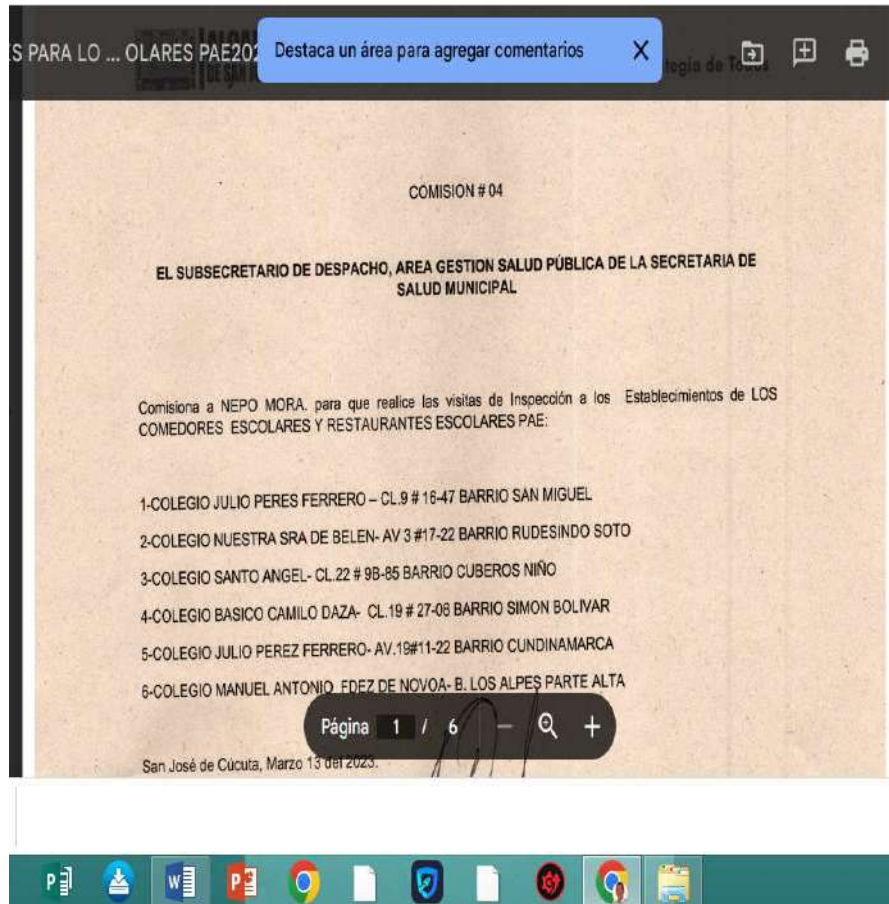 S PARA LO ... OLARES PAE202
Destaca un área para agregar comentarios
X
tegia de Todos
COMISION # 04
EL SUBSECRETARIO DE DESPACHO, AREA GESTION SALUD PÚBLICA DE LA SECRETARIA DE
SALUD MUNICIPAL
Comisiona a NEPO MORA. para que realice las visitas de Inspección a los Establecimientos de LOS
COMEDORES ESCOLARES Y RESTAURANTES ESCOLARES PAE:
1-COLEGIO JULIO PERES FERRERO – CL.9 # 16-47 BARRIO SAN MIGUEL
2-COLEGIO NUESTRA SRA DE BELEN- AV 3 #17-22 BARRIO RUDESINDO SOTO
3-COLEGIO SANTO ANGEL- CL.22 # 9B-85 BARRIO CUBEROS NIÑO
4-COLEGIO BASICO CAMILO DAZA- CL.19 # 27-06 BARRIO SIMON BOLIVAR
5-COLEGIO JULIO PEREZ FERRERO- AV.19#11-22 BARRIO CUNDINAMARCA
6-COLEGIO MANUEL ANTONIO FDEZ DE NOVOA- B. LOS ALPES PARTE ALTA
Página 1 / 6
San José de Cúcuta, Marzo 13 del 2023.